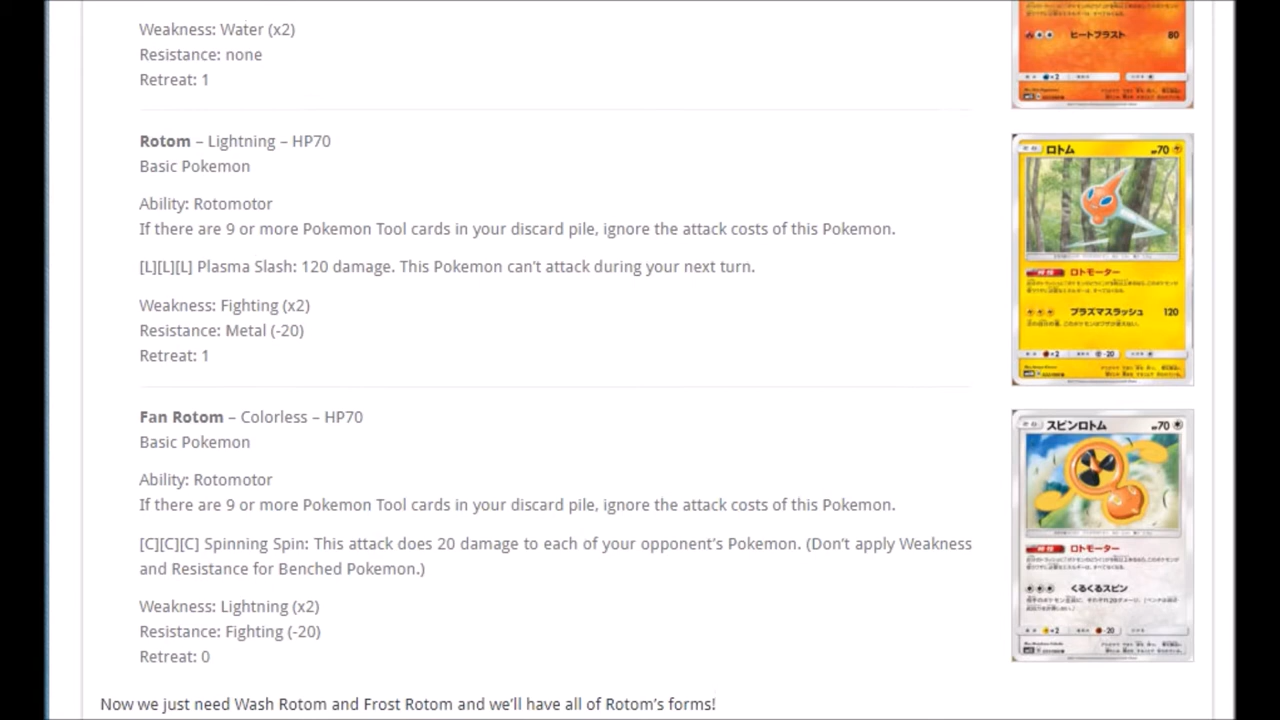 Weakness: Water (x2)
Resistance: none
Retreat: 1
ヒートブラスト 80
Rotom – Lightning – HP70
Basic Pokemon
Ability: Rotomotor
If there are 9 or more Pokemon Tool cards in your discard pile, ignore the attack costs of this Pokemon.
[L][L][L] Plasma Slash: 120 damage. This Pokemon can't attack during your next turn.
Weakness: Fighting (x2)
Resistance: Metal (-20)
Retreat: 1
ロトム 70
ロトモーター
プラズマスラッシュ 120
×2 -20
Fan Rotom – Colorless – HP70
Basic Pokemon
Ability: Rotomotor
If there are 9 or more Pokemon Tool cards in your discard pile, ignore the attack costs of this Pokemon.
[C][C][C] Spinning Spin: This attack does 20 damage to each of your opponent's Pokemon. (Don't apply Weakness
and Resistance for Benched Pokemon.)
Weakness: Lightning (x2)
Resistance: Fighting (-20)
Retreat: 0
スピンロトム 70
ロトモーター
くるくるスピン
×2 -20
Now we just need Wash Rotom and Frost Rotom and we'll have all of Rotom's forms!